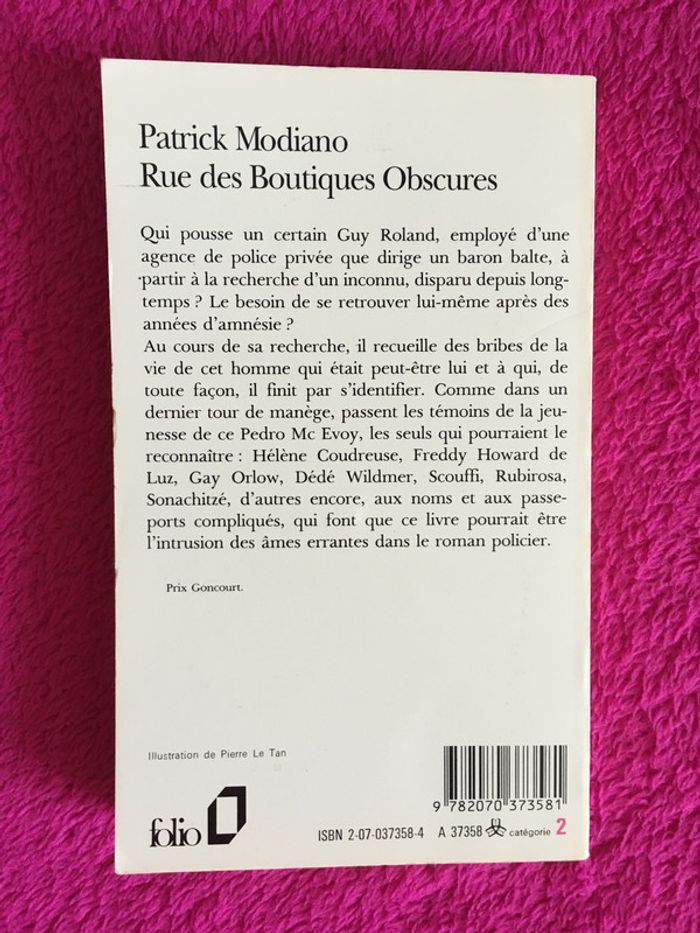 Patrick Modiano
Rue des Boutiques Obscures
Qui pousse un certain Guy Roland, employé d'une
agence de police privée que dirige un baron balte, à
partir à la recherche d'un inconnu, disparu depuis long-
temps ? Le besoin de se retrouver lui-même après des
années d'amnésie ?
Au cours de sa recherche, il recueille des bribes de la
vie de cet homme qui était peut-être lui et à qui, de
toute façon, il finit par s'identifier. Comme dans un
dernier tour de manège, passent les témoins de la jeu-
nesse de ce Pedro Mc Evoy, les seuls qui pourraient le
reconnaître : Hélène Coudreuse, Freddy Howard de
Luz, Gay Orlow, Dédé Wildmer, Scouffi, Rubirosa,
Sonachitzé, d'autres encore, aux noms et aux passe-
ports compliqués, qui font que ce livre pourrait être
l'intrusion des âmes errantes dans le roman policier.
Prix Goncourt.
Illustration de Pierre Le Tan
9 782070 373581
folio
ISBN 2-07-037358-4 A 37358 catégorie 2